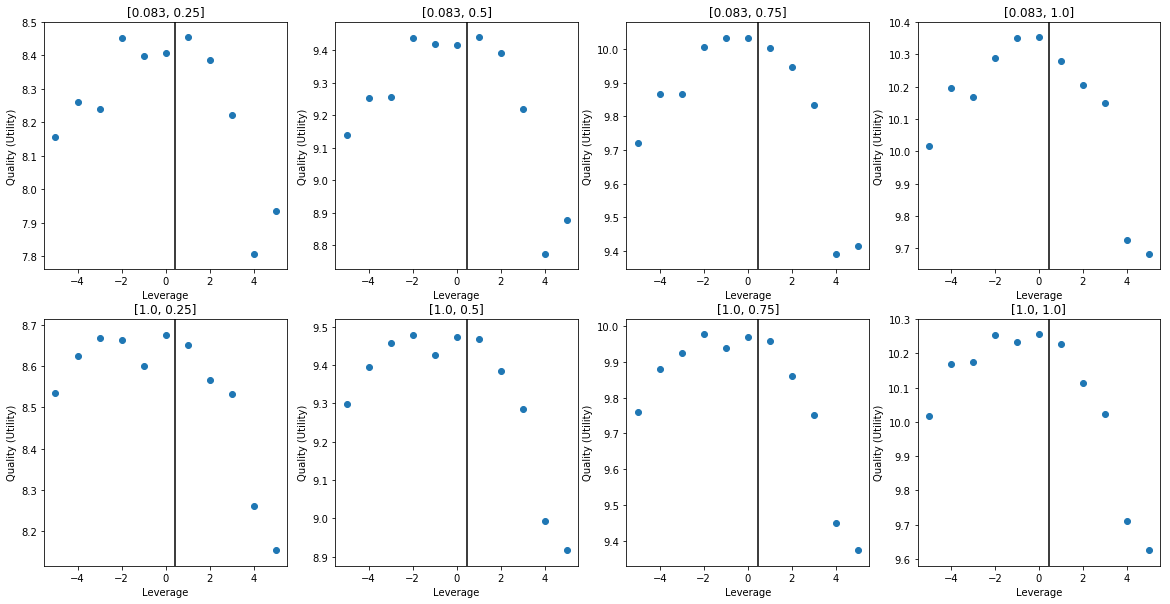 [0.083, 0.25]
8.5
8.4
8.3
8.2
8.1
8.0
7.9
7.8
Quality (Utility)
−4 −2 0 2 4
Leverage
[0.083, 0.5]
9.4
9.3
9.2
9.1
9.0
8.9
8.8
Quality (Utility)
−4 −2 0 2 4
Leverage
[0.083, 0.75]
10.0
9.9
9.8
9.7
9.6
9.5
9.4
Quality (Utility)
−4 −2 0 2 4
Leverage
[0.083, 1.0]
10.4
10.3
10.2
10.1
10.0
9.9
9.8
9.7
Quality (Utility)
−4 −2 0 2 4
Leverage
[1.0, 0.25]
8.7
8.6
8.5
8.4
8.3
8.2
Quality (Utility)
−4 −2 0 2 4
Leverage
[1.0, 0.5]
9.5
9.4
9.3
9.2
9.1
9.0
8.9
Quality (Utility)
−4 −2 0 2 4
Leverage
[1.0, 0.75]
10.0
9.9
9.8
9.7
9.6
9.5
9.4
Quality (Utility)
−4 −2 0 2 4
Leverage
[1.0, 1.0]
10.3
10.2
10.1
10.0
9.9
9.8
9.7
9.6
Quality (Utility)
−4 −2 0 2 4
Leverage